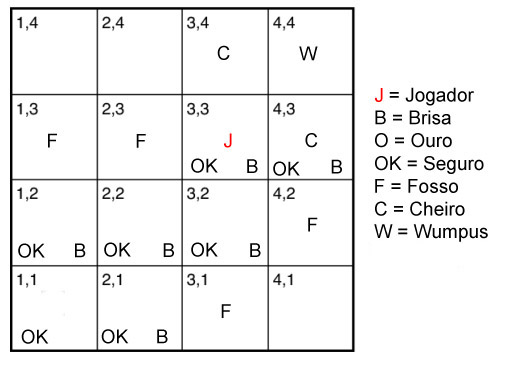 1,4 2,4 3,4 4,4
C W
1,3 2,3 3,3 4,3
F F J C
OK B OK B
1,2 2,2 3,2 4,2
F
OK B OK B OK B
1,1 2,1 3,1 4,1
F
OK OK B
J = Jogador
B = Brisa
O = Ouro
OK = Seguro
F = Fosso
C = Cheiro
W = Wumpus